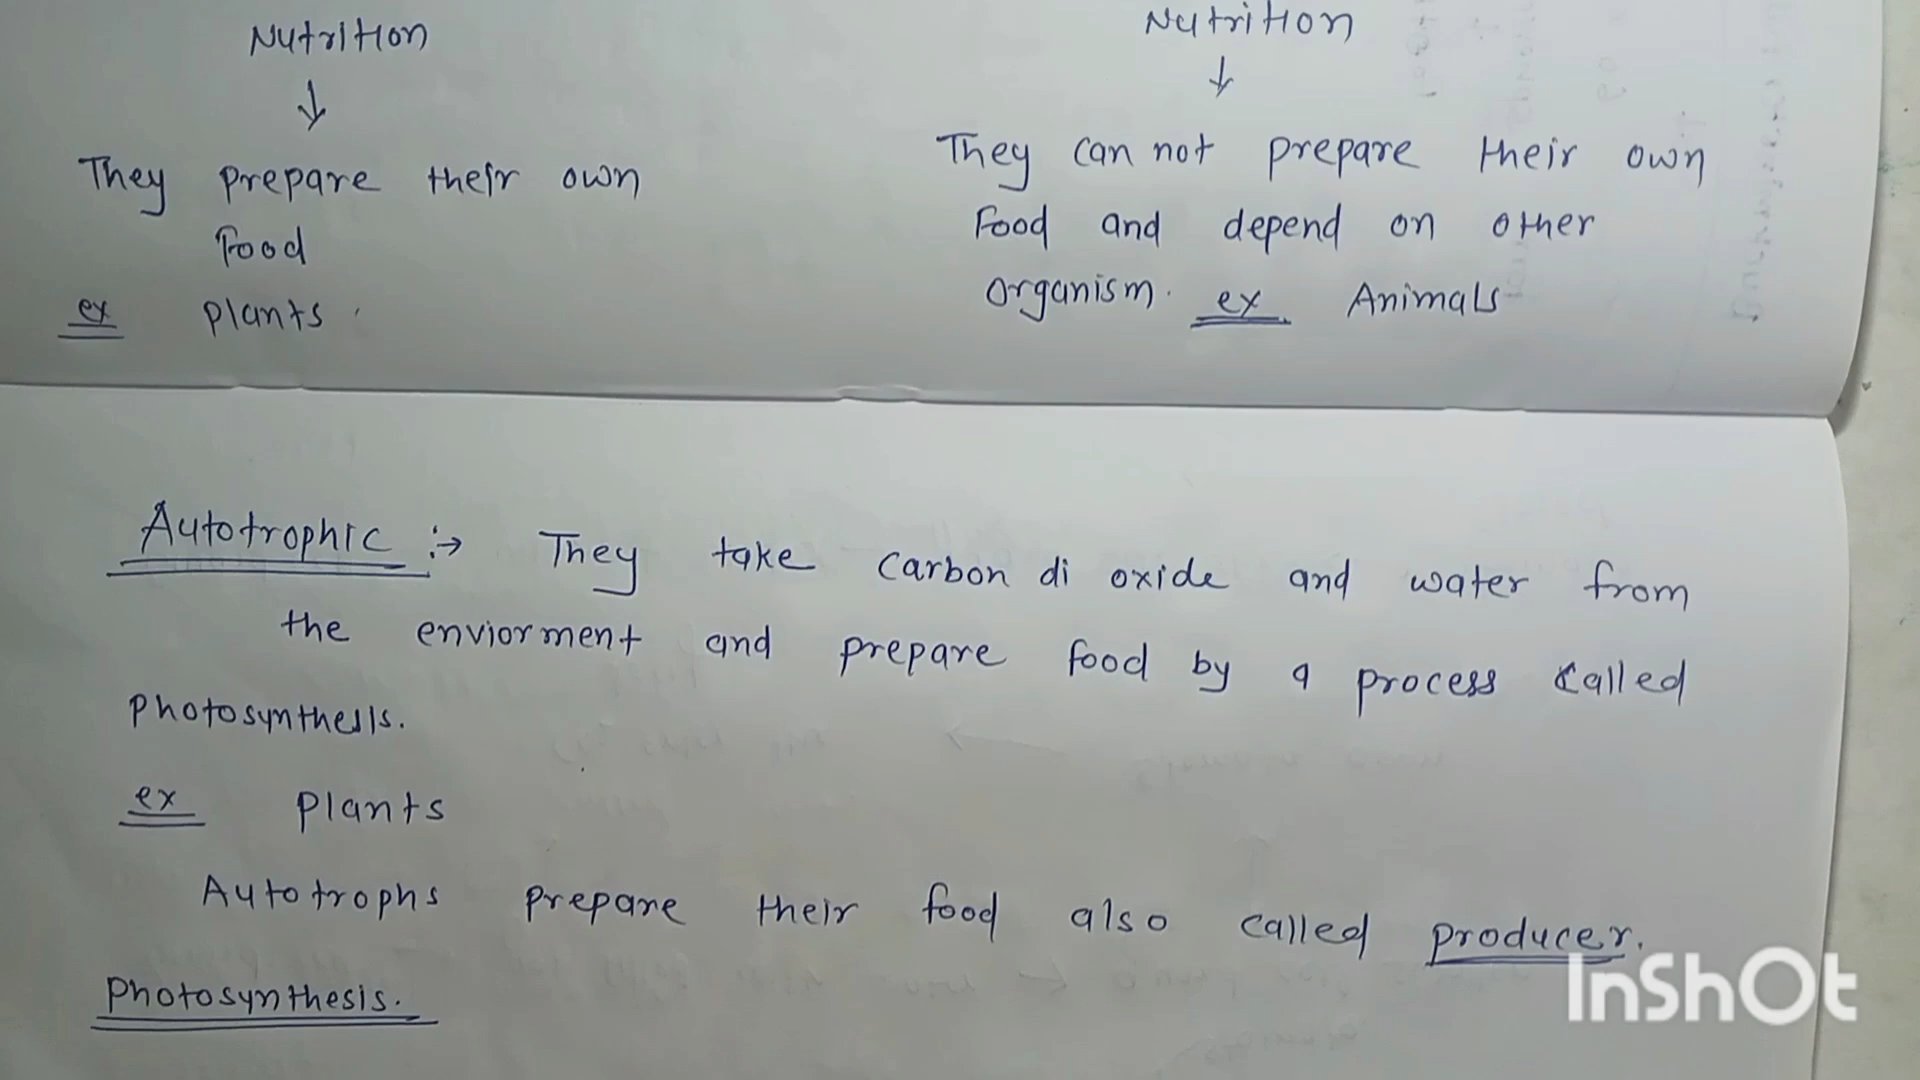 Nutrition
↓
They prepare their own
Food
ex plants.
Nutrition
↓
They can not prepare their own
Food and depend on other
organism. ex Animals
Autotrophic :→ They take carbon di oxide and water from
the enviorment and prepare food by a process called
photosynthesis.
ex plants
Autotrophs prepare their food also called producer.
photosynthesis.
InShOt